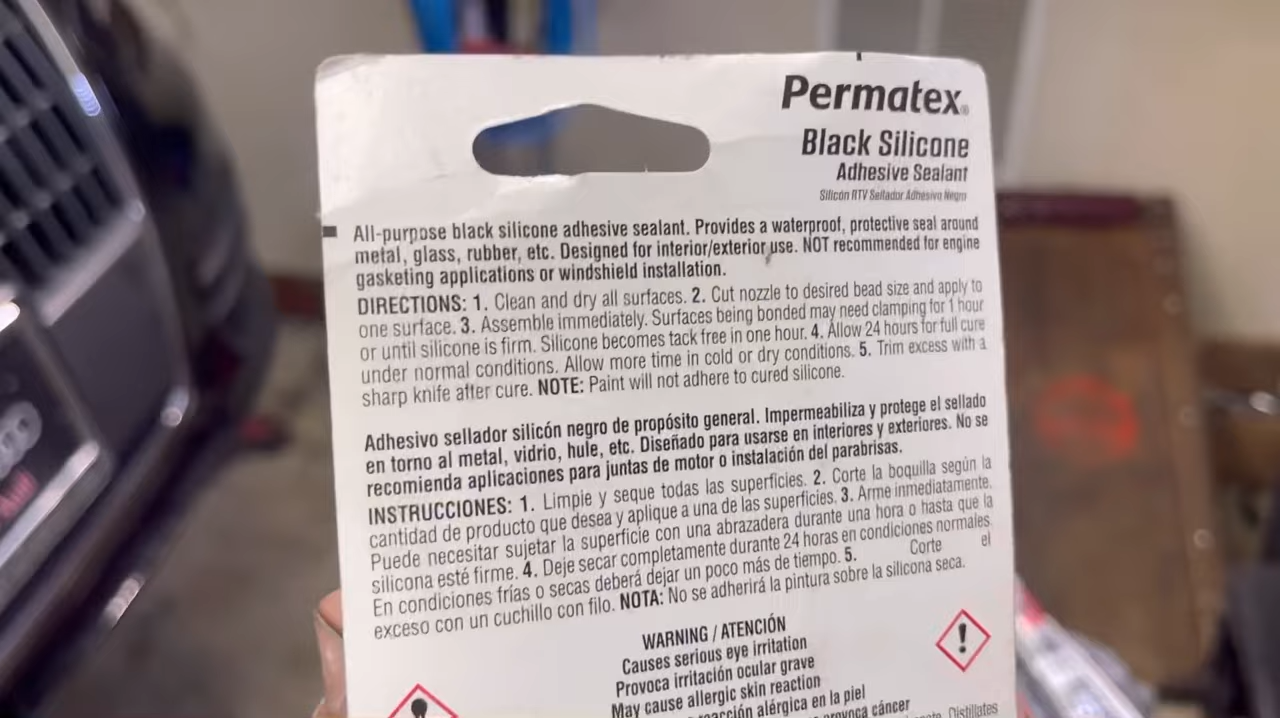 Permatex®
Black Silicone
Adhesive Sealant
Silicón RTV Sellador Adhesivo Negro
All-purpose black silicone adhesive sealant. Provides a waterproof, protective seal around
metal, glass, rubber, etc. Designed for interior/exterior use. NOT recommended for engine
gasketing applications or windshield installation.
DIRECTIONS: 1. Clean and dry all surfaces. 2. Cut nozzle to desired bead size and apply to
one surface. 3. Assemble immediately. Surfaces being bonded may need clamping for 1 hour
or until silicone is firm. Silicone becomes tack free in one hour. 4. Allow 24 hours for full cure
under normal conditions. Allow more time in cold or dry conditions. 5. Trim excess with a
sharp knife after cure. NOTE: Paint will not adhere to cured silicone.
Adhesivo sellador silicón negro de propósito general. Impermeabiliza y protege el sellado
en torno al metal, vidrio, hule, etc. Diseñado para usarse en interiores y exteriores. No se
recomienda aplicaciones para juntas de motor o instalación del parabrisas.
INSTRUCCIONES: 1. Limpie y seque todas las superficies. 2. Corte la boquilla según la
cantidad de producto que desea y aplique a una de las superficies. 3. Arme inmediatamente.
Puede necesitar sujetar la superficie con una abrazadera durante una hora o hasta que la
silicona esté firme. 4. Deje secar completamente durante 24 horas en condiciones normales.
En condiciones frías o secas deberá dejar un poco más de tiempo. 5. Corte el
exceso con un cuchillo con filo. NOTA: No se adherirá la pintura sobre la silicona seca.
WARNING / ATENCIÓN
Causes serious eye irritation
Provoca irritación ocular grave
May cause allergic skin reaction
reacción alérgica en la piel
provoca cáncer
Distillates